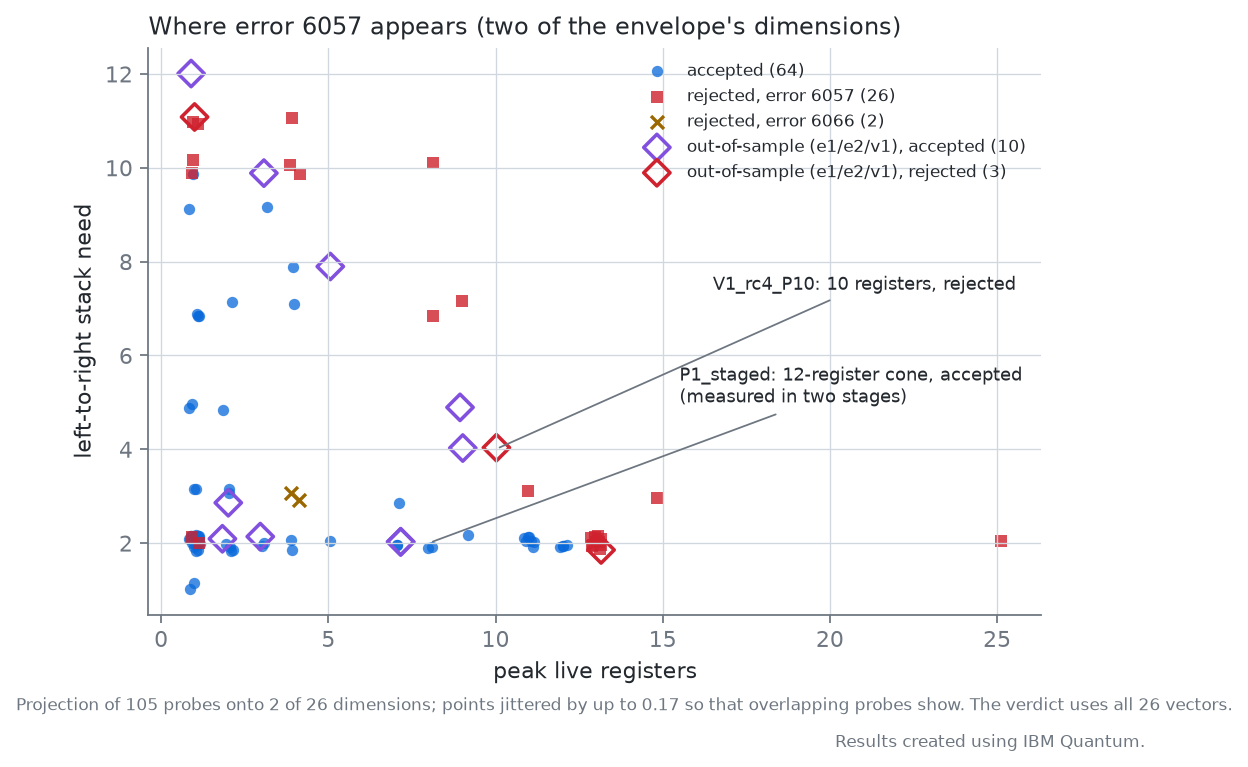 Where error 6057 appears (two of the envelope's dimensions)
accepted (64)
rejected, error 6057 (26)
rejected, error 6066 (2)
out-of-sample (e1/e2/v1), accepted (10)
out-of-sample (e1/e2/v1), rejected (3)
V1_rc4_P10: 10 registers, rejected
P1_staged: 12-register cone, accepted
(measured in two stages)
left-to-right stack need
12
10
8
6
4
2
0
5
10
15
20
25
peak live registers
Projection of 105 probes onto 2 of 26 dimensions; points jittered by up to 0.17 so that overlapping probes show. The verdict uses all 26 vectors.
Results created using IBM Quantum.